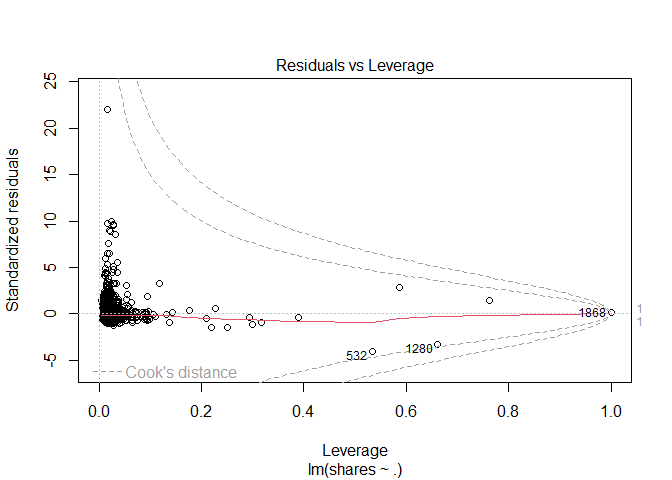 Residuals vs Leverage
Standardized residuals
25
20
15
10
5
0
-5
1868
1
1
532
1280
Cook's distance
0.0 0.2 0.4 0.6 0.8 1.0
Leverage
lm(shares ~ .)